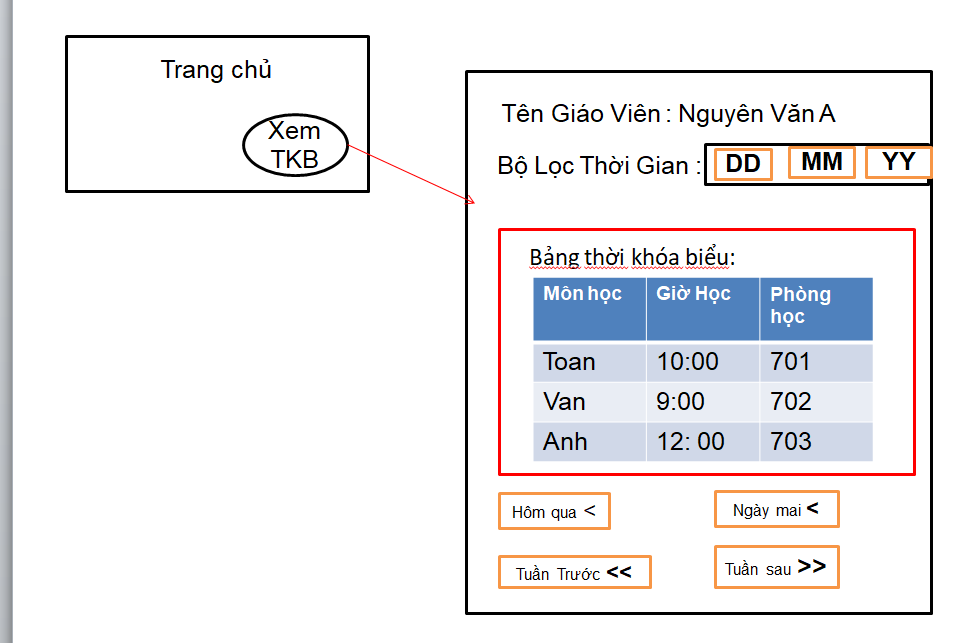 Trang chủ
Xem
TKB
Tên Giáo Viên : Nguyên Văn A
Bộ Lọc Thời Gian : DD MM YY
Bảng thời khóa biểu:
Môn học Giờ Học Phòng học
Toan 10:00 701
Van 9:00 702
Anh 12: 00 703
Hôm qua < Ngày mai <
Tuần Trước << Tuần sau >>